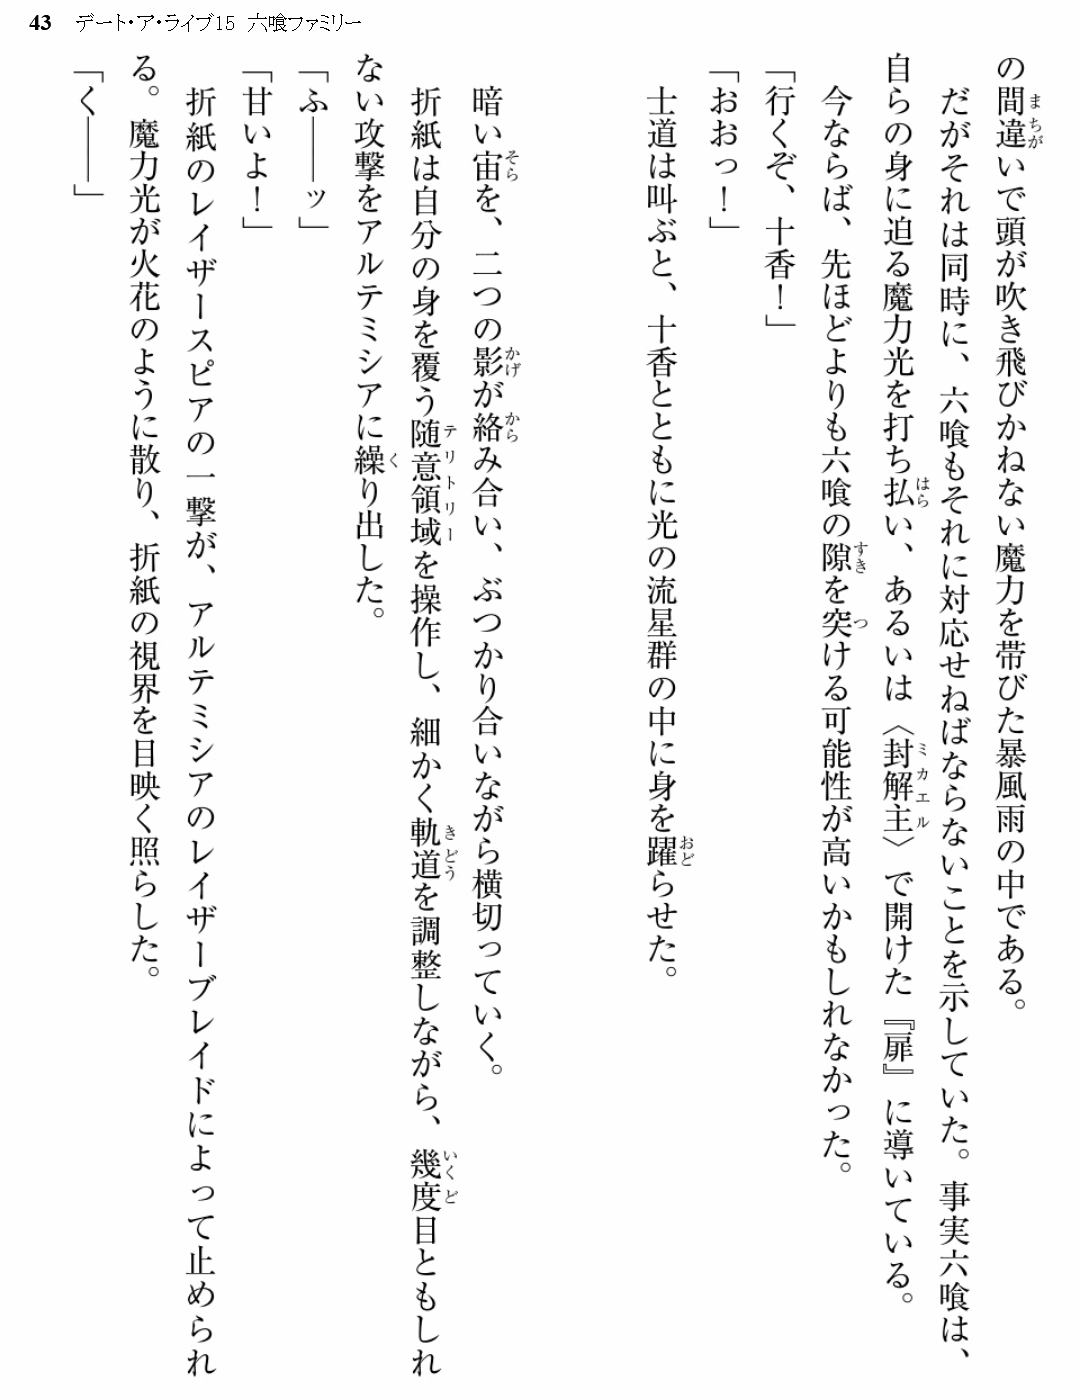 43 デート・ア・ライブ15 六喰ファミリー
の間違いで頭が吹き飛びかねない魔力を帯びた暴風雨の中である。
だがそれは同時に、六喰もそれに対応せねばならないことを示していた。事実六喰は、
自らの身に迫る魔力光を打ち払い、あるいは〈封解主〉で開けた『扉』に導いている。
今ならば、先ほどよりも六喰の隙を突ける可能性が高いかもしれなかった。
「行くぞ、十香！」
「おおっ！」
士道は叫ぶと、十香とともに光の流星群の中に身を躍らせた。
暗い宙を、二つの影が絡み合い、ぶつかり合いながら横切っていく。
折紙は自分の身を覆う随意領域を操作し、細かく軌道を調整しながら、幾度目ともしれ
ない攻撃をアルテミシアに繰り出した。
「ふ――ッ」
「甘いよ！」
折紙のレイザースピアの一撃が、アルテミシアのレイザーブレイドによって止められ
る。魔力光が火花のように散り、折紙の視界を目映く照らした。
「く――」